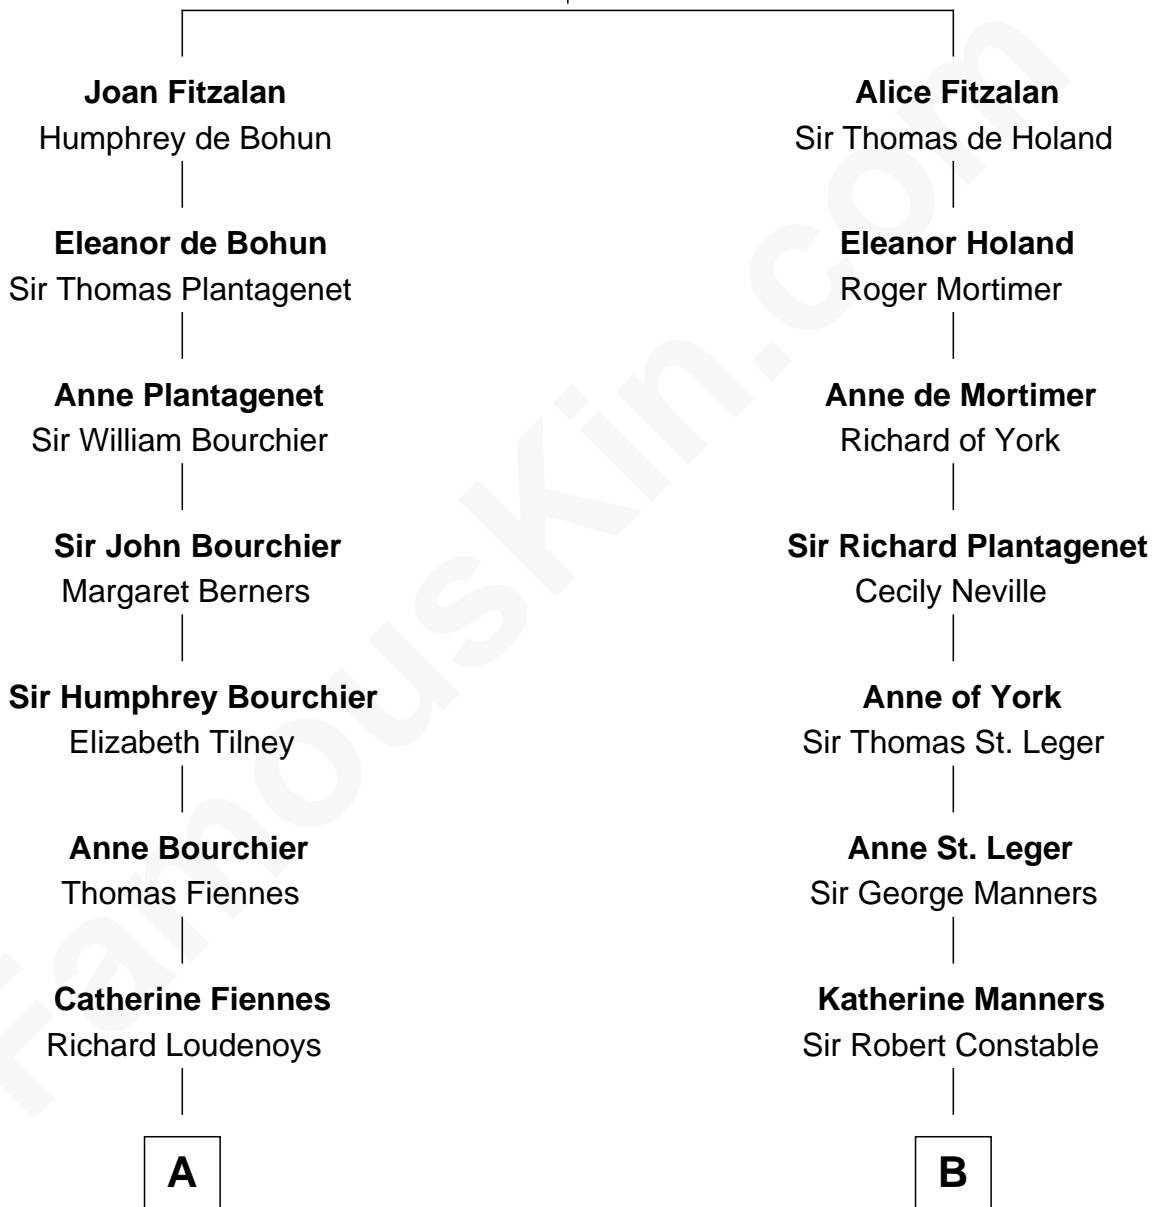 Joan Fitzalan
Humphrey de Bohun
Eleanor de Bohun
Sir Thomas Plantagenet
Anne Plantagenet
Sir William Bourchier
Sir John Bourchier
Margaret Berners
Sir Humphrey Bourchier
Elizabeth Tilney
Anne Bourchier
Thomas Fiennes
Catherine Fiennes
Richard Loudenoys
A
Alice Fitzalan
Sir Thomas de Holand
Eleanor Holand
Roger Mortimer
Anne de Mortimer
Richard of York
Sir Richard Plantagenet
Cecily Neville
Anne of York
Sir Thomas St. Leger
Anne St. Leger
Sir George Manners
Katherine Manners
Sir Robert Constable
B
FamousKin.com